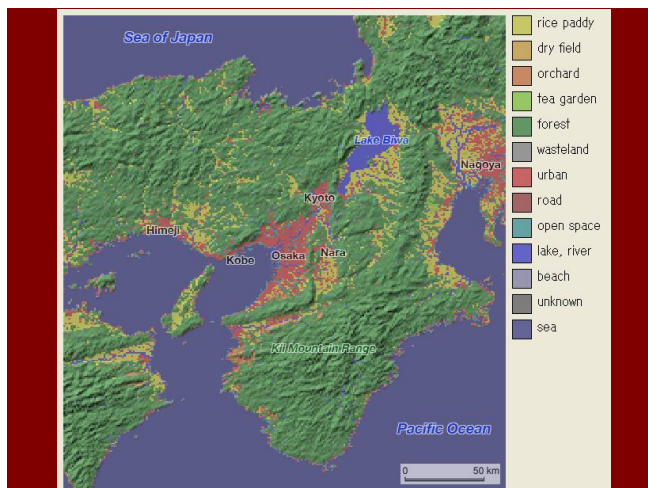 Sea of Japan
Lake Biwa
Nagoya
Kyoto
Himeji
Kobe
Osaka
Nara
Kii Mountain Range
Pacific Ocean
0 50 km
rice paddy
dry field
orchard
tea garden
forest
wasteland
urban
road
open space
lake, river
beach
unknown
sea